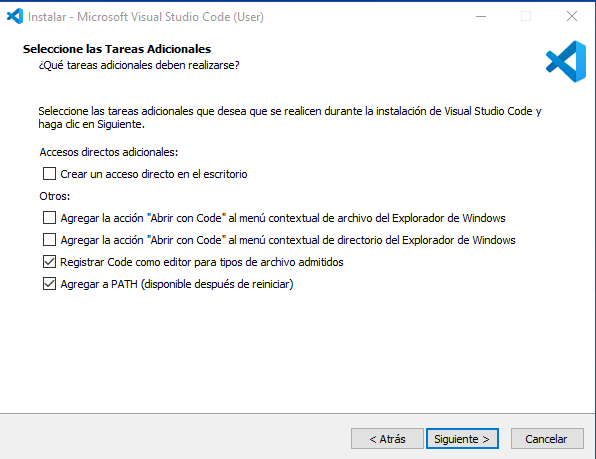 Instalar - Microsoft Visual Studio Code (User)
Seleccione las Tareas Adicionales
¿Qué tareas adicionales deben realizarse?
Seleccione las tareas adicionales que desea que se realicen durante la instalación de Visual Studio Code y
haga clic en Siguiente.
Accesos directos adicionales:
Crear un acceso directo en el escritorio
Otros:
Agregar la acción "Abrir con Code" al menú contextual de archivo del Explorador de Windows
Agregar la acción "Abrir con Code" al menú contextual de directorio del Explorador de Windows
Registrar Code como editor para tipos de archivo admitidos
Agregar a PATH (disponible después de reiniciar)
< Atrás
Siguiente >
Cancelar